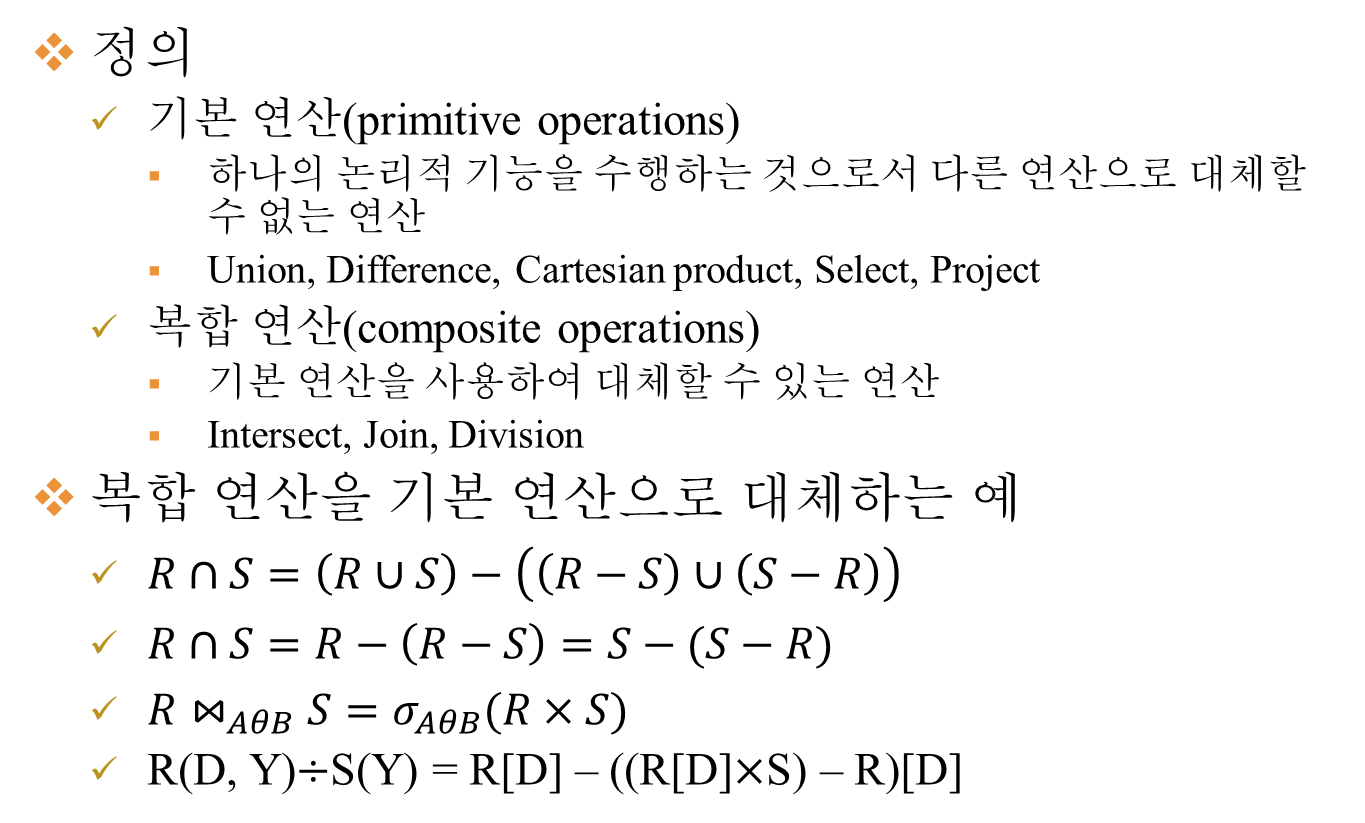 정의
기본 연산(primitive operations)
하나의 논리적 기능을 수행하는 것으로서 다른 연산으로 대체할
수 없는 연산
Union, Difference, Cartesian product, Select, Project
복합 연산(composite operations)
기본 연산을 사용하여 대체할 수 있는 연산
Intersect, Join, Division
복합 연산을 기본 연산으로 대체하는 예
R ∩ S = (R ∪ S) − ((R − S) ∪ (S − R))
R ∩ S = R − (R − S) = S − (S − R)
R ⋈AθB S = σAθB(R × S)
R(D, Y)÷S(Y) = R[D] – ((R[D]×S) – R)[D]